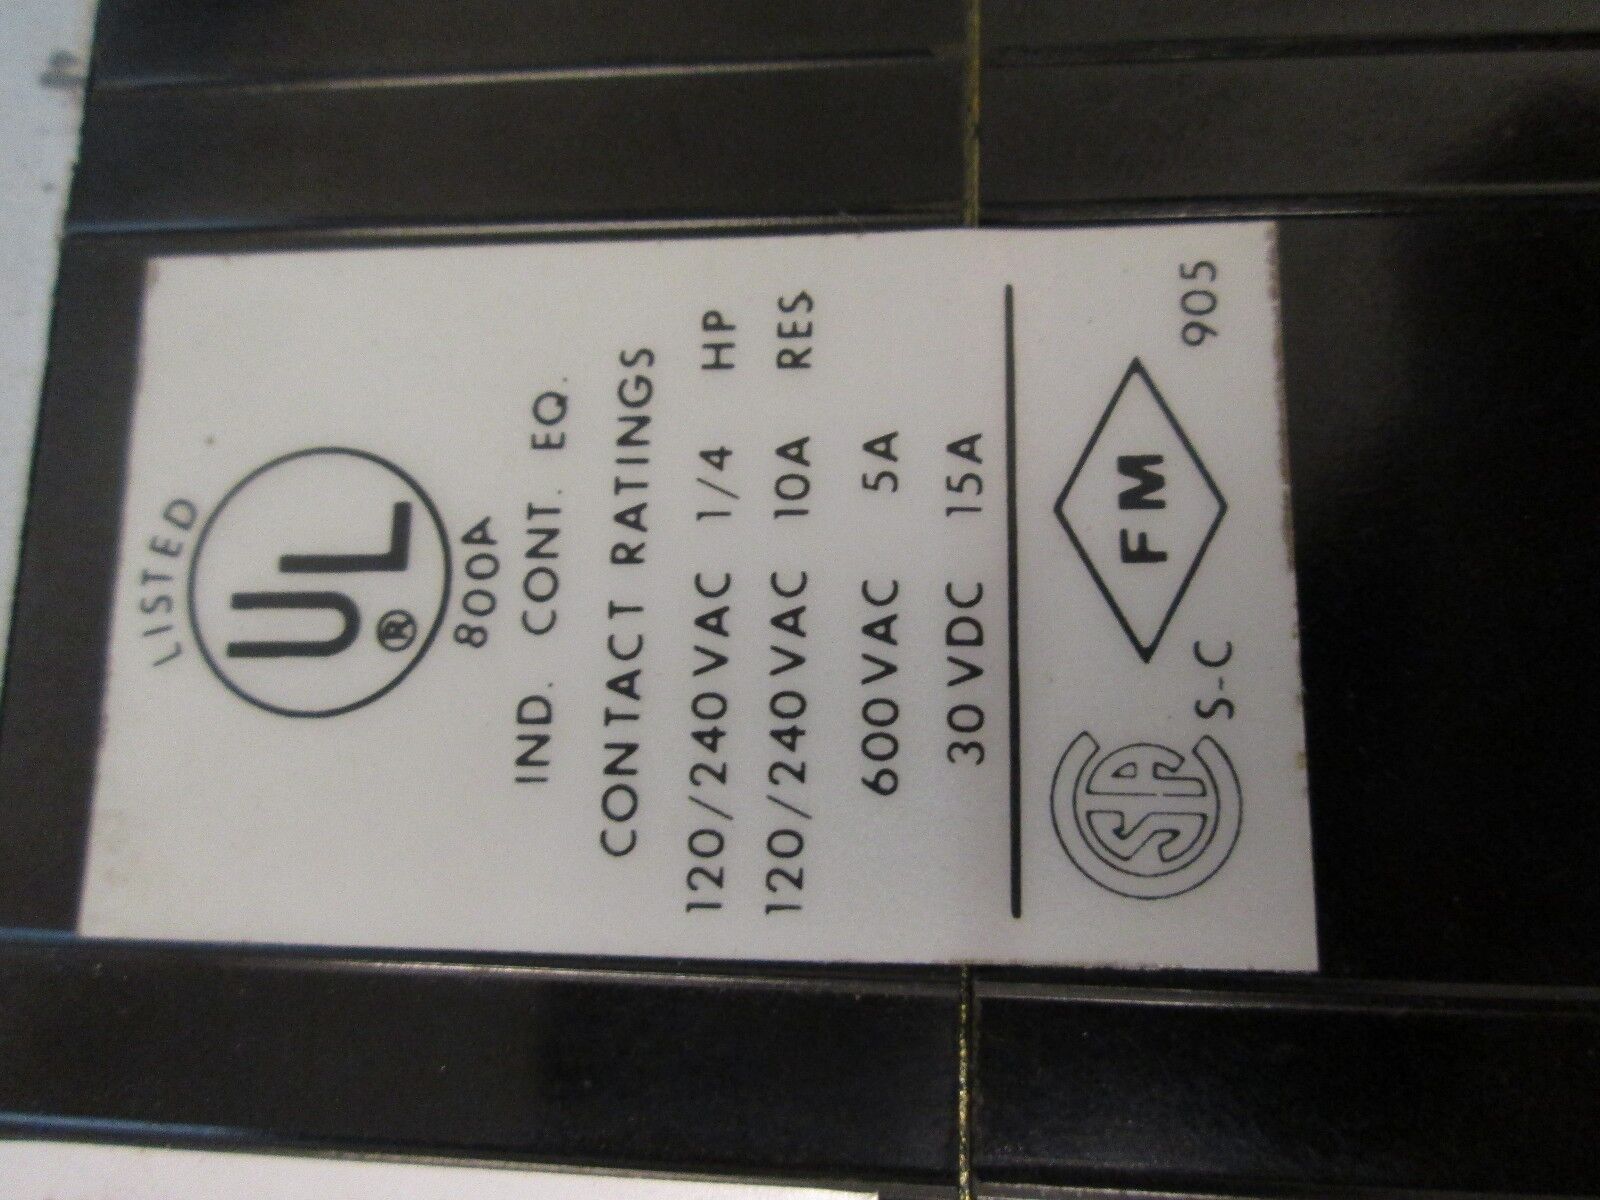 LISTED
UL ®
800A
IND. CONT. EQ.
CONTACT RATINGS
120/240VAC 1/4 HP
120/240VAC 10A RES
600VAC 5A
30VDC 15A
CSA FM 905
S-C